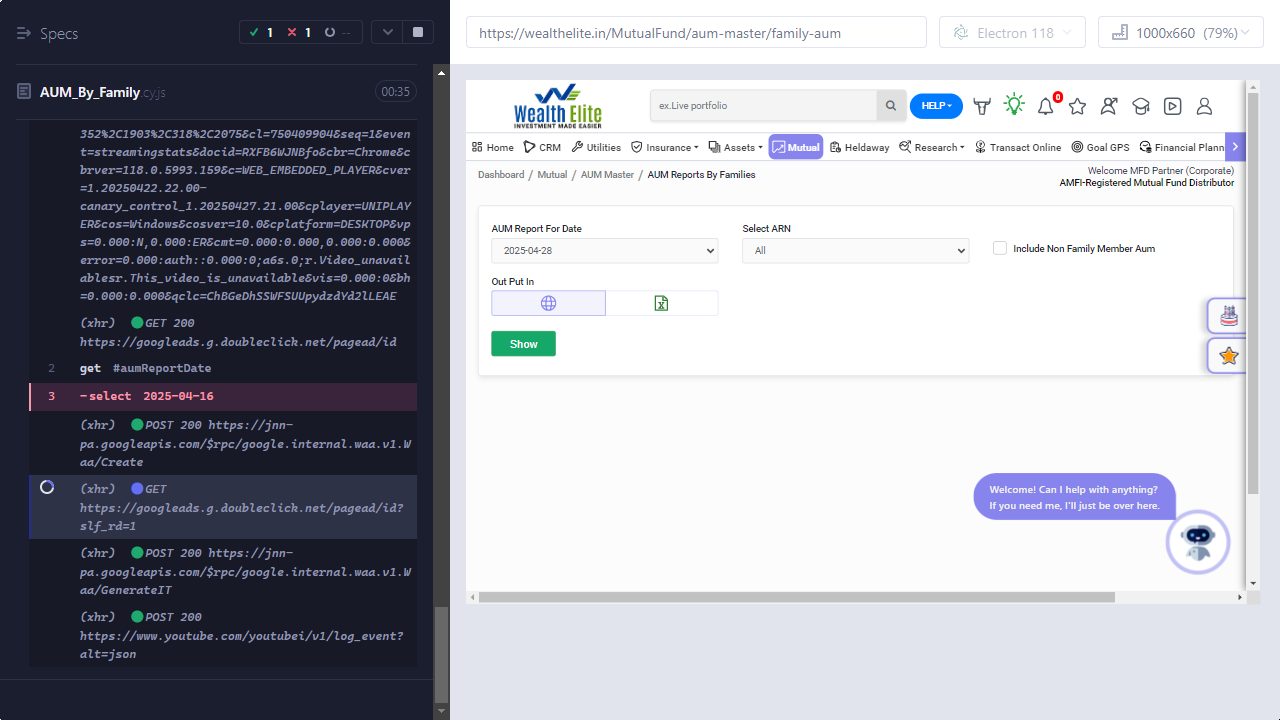 Specs
1
1
--
AUM_By_Family.cy.js
00:35
352%2C1903%2C318%2C2075&cl=750409904&seq=1&even
t=streamingstats&docid=RXFB6WJNBfo&cbr=Chrome&c
brver=118.0.5993.159&c=WEB_EMBEDDED_PLAYER&cver
=1.20250422.22.00-
canary_control_1.20250427.21.00&cplayer=UNIPLAY
ER&cos=Windows&cosver=10.0&cplatform=DESKTOP&vp
s=0.000:N,0.000:ER&cmt=0.000:0.000,0.000:0.000&
error=0.000:auth::0.000:0;a6s.0;r.Video_unavail
ablesr.This_video_is_unavailable&vis=0.000:0&bh
=0.000:0.000&qclc=ChBGeDhSSWFSUUpydzdYd2lLEAE
(xhr) GET 200
https://googleads.g.doubleclick.net/pagead/id
2 get #aumReportDate
3 -select 2025-04-16
(xhr) POST 200 https://jnn-
pa.googleapis.com/$rpc/google.internal.waa.v1.W
aa/Create
(xhr) GET
https://googleads.g.doubleclick.net/pagead/id?
slf_rd=1
(xhr) POST 200 https://jnn-
pa.googleapis.com/$rpc/google.internal.waa.v1.W
aa/GenerateIT
(xhr) POST 200
https://www.youtube.com/youtubei/v1/log_event?
alt=json
https://wealthelite.in/MutualFund/aum-master/family-aum
Electron 118
1000x660 (79%)
Wealth Elite
INVESTMENT MADE EASIER
ex.Live portfolio
HELP
0
Home CRM Utilities Insurance Assets Mutual Heldaway Research Transact Online Goal GPS Financial Plann
Dashboard / Mutual / AUM Master / AUM Reports By Families
Welcome MFD Partner (Corporate)
AMFI-Registered Mutual Fund Distributor
AUM Report For Date
Select ARN
2025-04-28
All
Include Non Family Member Aum
Out Put In
Show
Welcome! Can I help with anything?
If you need me, I'll just be over here.